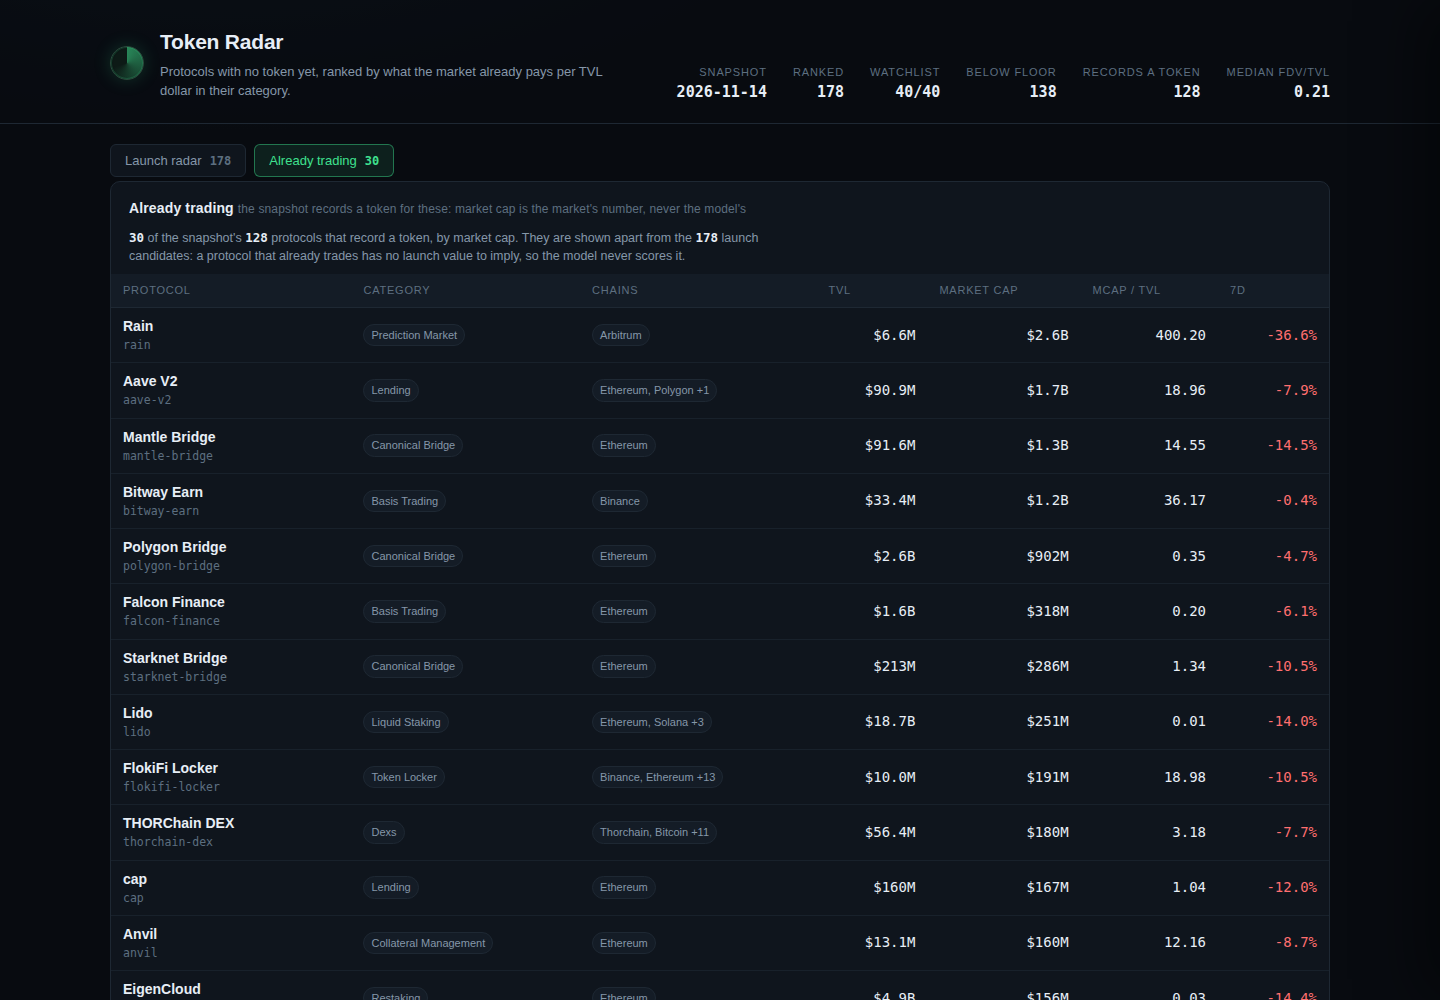 Token Radar
Protocols with no token yet, ranked by what the market already pays per TVL
dollar in their category.
SNAPSHOT RANKED WATCHLIST BELOW FLOOR RECORDS A TOKEN MEDIAN FDV/TVL
2026-11-14 178 40/40 138 128 0.21
Launch radar 178 Already trading 30
Already trading the snapshot records a token for these: market cap is the market's number, never the model's
30 of the snapshot's 128 protocols that record a token, by market cap. They are shown apart from the 178 launch
candidates: a protocol that already trades has no launch value to imply, so the model never scores it.
PROTOCOL CATEGORY CHAINS TVL MARKET CAP MCAP / TVL 7D
Rain
rain Prediction Market Arbitrum $6.6M $2.6B 400.20 -36.6%
Aave V2
aave-v2 Lending Ethereum, Polygon +1 $90.9M $1.7B 18.96 -7.9%
Mantle Bridge
mantle-bridge Canonical Bridge Ethereum $91.6M $1.3B 14.55 -14.5%
Bitway Earn
bitway-earn Basis Trading Binance $33.4M $1.2B 36.17 -0.4%
Polygon Bridge
polygon-bridge Canonical Bridge Ethereum $2.6B $902M 0.35 -4.7%
Falcon Finance
falcon-finance Basis Trading Ethereum $1.6B $318M 0.20 -6.1%
Starknet Bridge
starknet-bridge Canonical Bridge Ethereum $213M $286M 1.34 -10.5%
Lido
lido Liquid Staking Ethereum, Solana +3 $18.7B $251M 0.01 -14.0%
FlokiFi Locker
flokifi-locker Token Locker Binance, Ethereum +13 $10.0M $191M 18.98 -10.5%
THORChain DEX
thorchain-dex Dexs Thorchain, Bitcoin +11 $56.4M $180M 3.18 -7.7%
cap
cap Lending Ethereum $160M $167M 1.04 -12.0%
Anvil
anvil Collateral Management Ethereum $13.1M $160M 12.16 -8.7%
EigenCloud
Restaking Ethereum $4.9B $156M 0.03 -14.4%